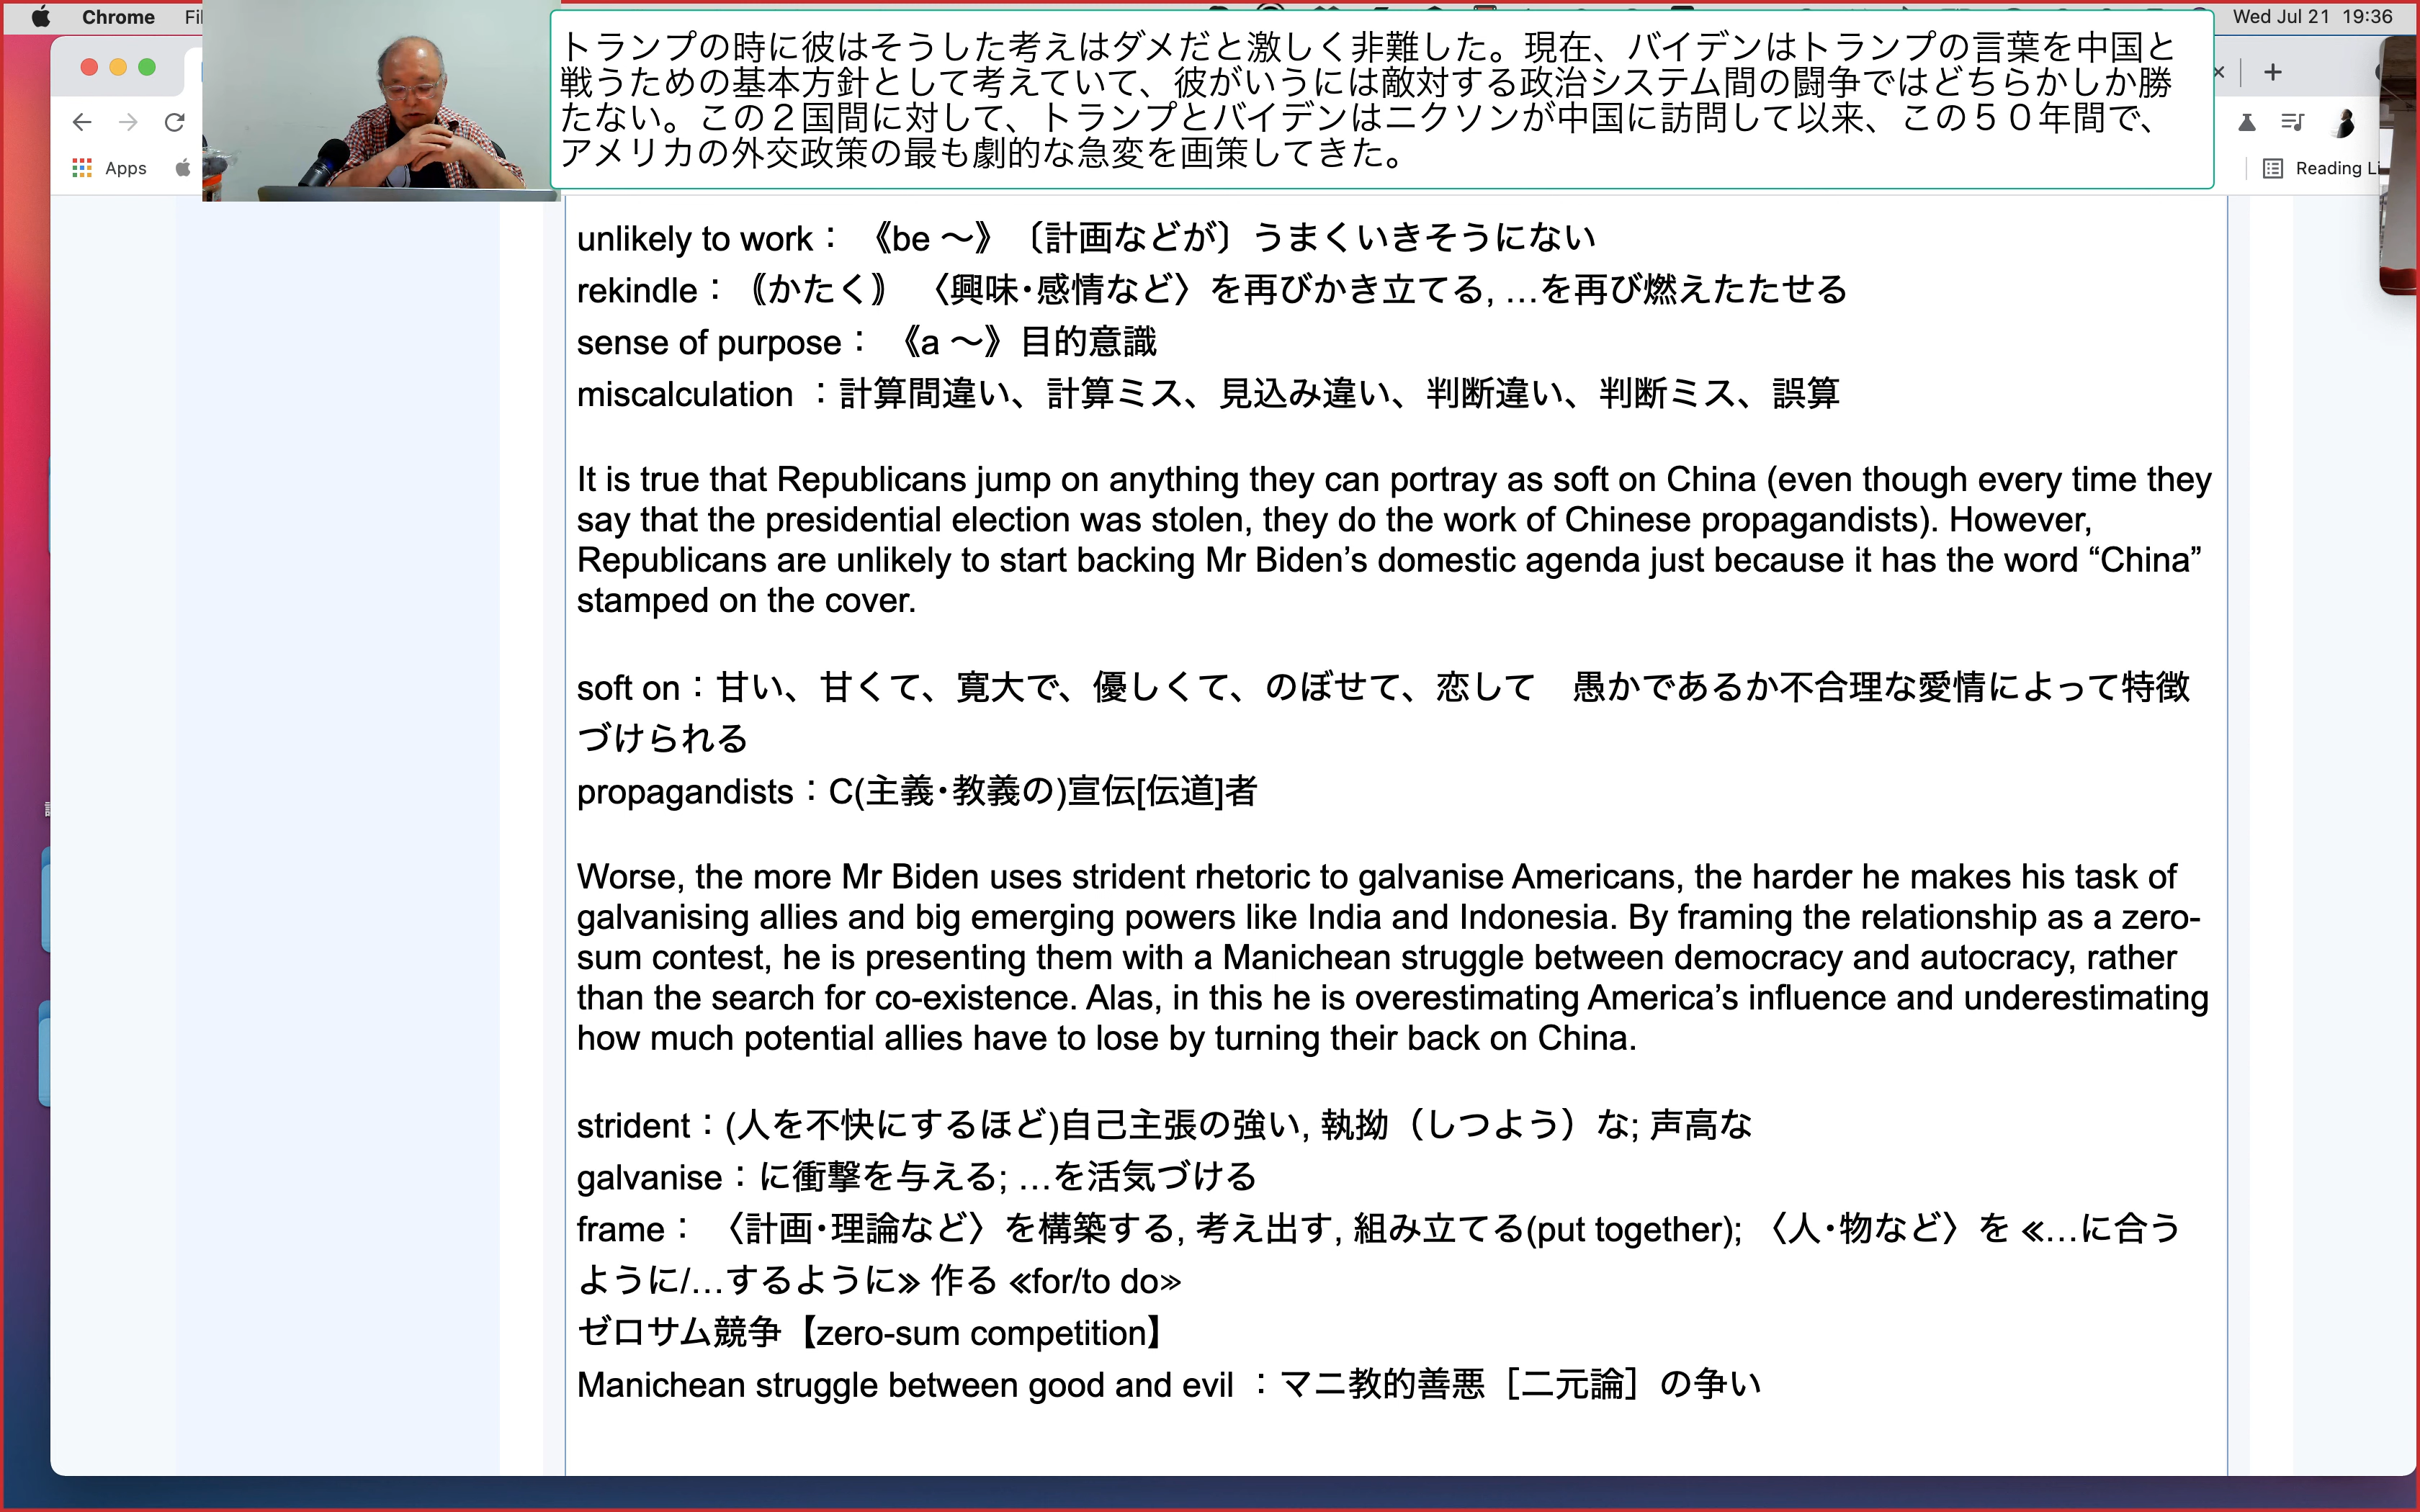 Chrome
Wed Jul 21 19:36
トランプの時に彼はそうした考えはダメだと激しく非難した。現在、バイデンはトランプの言葉を中国と
戦うための基本方針として考えていて、彼がいうには敵対する政治システム間の闘争ではどちらかしか勝
たない。この２国間に対して、トランプとバイデンはニクソンが中国に訪問して以来、この５０年間で、
アメリカの外交政策の最も劇的な急変を画策してきた。
Apps
unlikely to work： 《be 〜》〔計画などが〕うまくいきそうにない
rekindle：⦅かたく⦆ 〈興味･感情など〉を再びかき立てる, …を再び燃えたたせる
sense of purpose： 《a 〜》目的意識
miscalculation ：計算間違い、計算ミス、見込み違い、判断違い、判断ミス、誤算
It is true that Republicans jump on anything they can portray as soft on China (even though every time they
say that the presidential election was stolen, they do the work of Chinese propagandists). However,
Republicans are unlikely to start backing Mr Biden’s domestic agenda just because it has the word “China”
stamped on the cover.
soft on：甘い、甘くて、寛大で、優しくて、のぼせて、恋して　愚かであるか不合理な愛情によって特徴
づけられる
propagandists：C(主義･教義の)宣伝[伝道]者
Worse, the more Mr Biden uses strident rhetoric to galvanise Americans, the harder he makes his task of
galvanising allies and big emerging powers like India and Indonesia. By framing the relationship as a zero-
sum contest, he is presenting them with a Manichean struggle between democracy and autocracy, rather
than the search for co-existence. Alas, in this he is overestimating America’s influence and underestimating
how much potential allies have to lose by turning their back on China.
strident：(人を不快にするほど)自己主張の強い, 執拗（しつよう）な; 声高な
galvanise：に衝撃を与える; …を活気づける
frame： 〈計画･理論など〉を構築する, 考え出す, 組み立てる(put together); 〈人･物など〉を ≪…に合う
ように/…するように≫ 作る ≪for/to do≫
ゼロサム競争【zero-sum competition】
Manichean struggle between good and evil ：マニ教的善悪［二元論］の争い